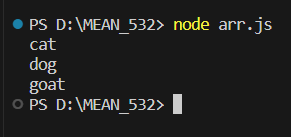 PS D:\MEAN_532> node arr.js
cat
dog
goat
PS D:\MEAN_532>